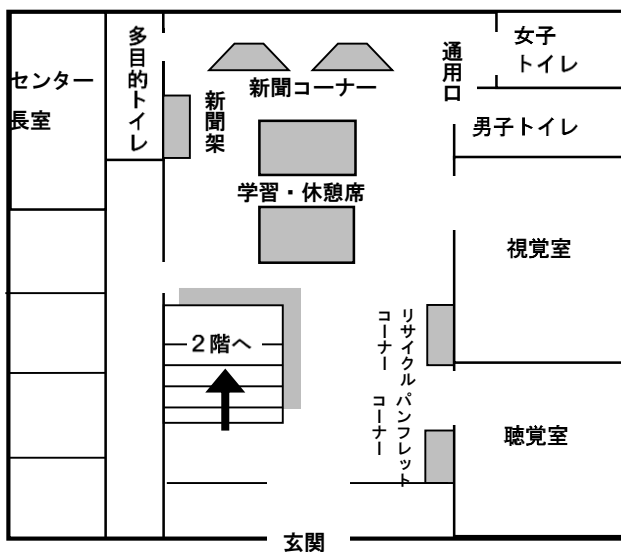 センター
長室
多目的トイレ
新聞架
新聞コーナー
通用口
女子
トイレ
男子トイレ
学習・休憩席
視覚室
リサイクル
コーナー
２階へ
パンフレット
コーナー
聴覚室
玄関